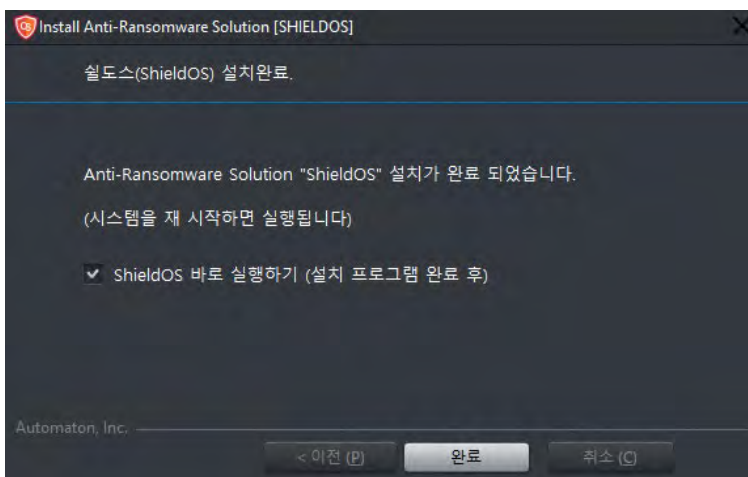 Install Anti-Ransomware Solution [SHIELDOS]
쉴도스(ShieldOS) 설치완료.
Anti-Ransomware Solution "ShieldOS" 설치가 완료 되었습니다.
(시스템을 재 시작하면 실행됩니다)
ShieldOS 바로 실행하기 (설치 프로그램 완료 후)
Automaton, Inc.
< 이전 (P) 완료 취소 (C)